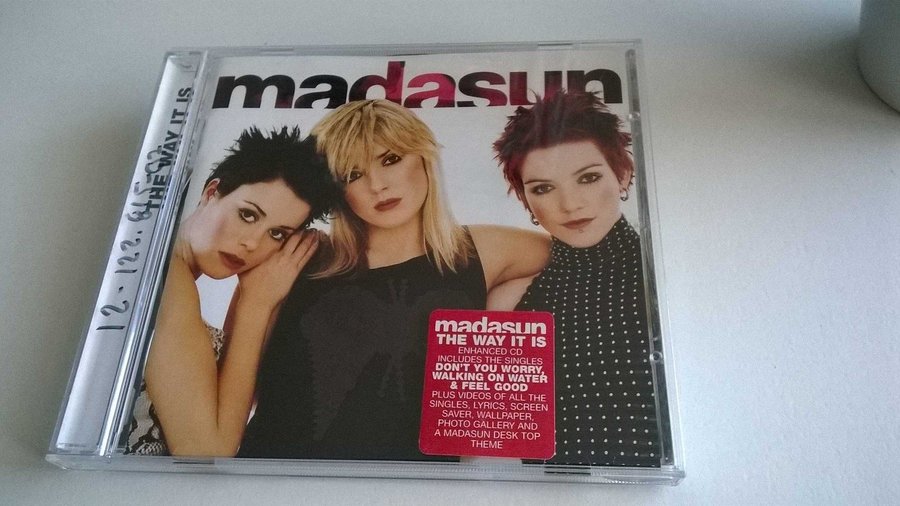 madasun
THE WAY IT IS
madasun
THE WAY IT IS
ENHANCED CD
INCLUDES THE SINGLES
DON'T YOU WORRY,
WALKING ON WATER
& FEEL GOOD
PLUS VIDEOS OF ALL THE
SINGLES, LYRICS, SCREEN
SAVER, WALLPAPER,
PHOTO GALLERY AND
A MADASUN DESK TOP
THEME